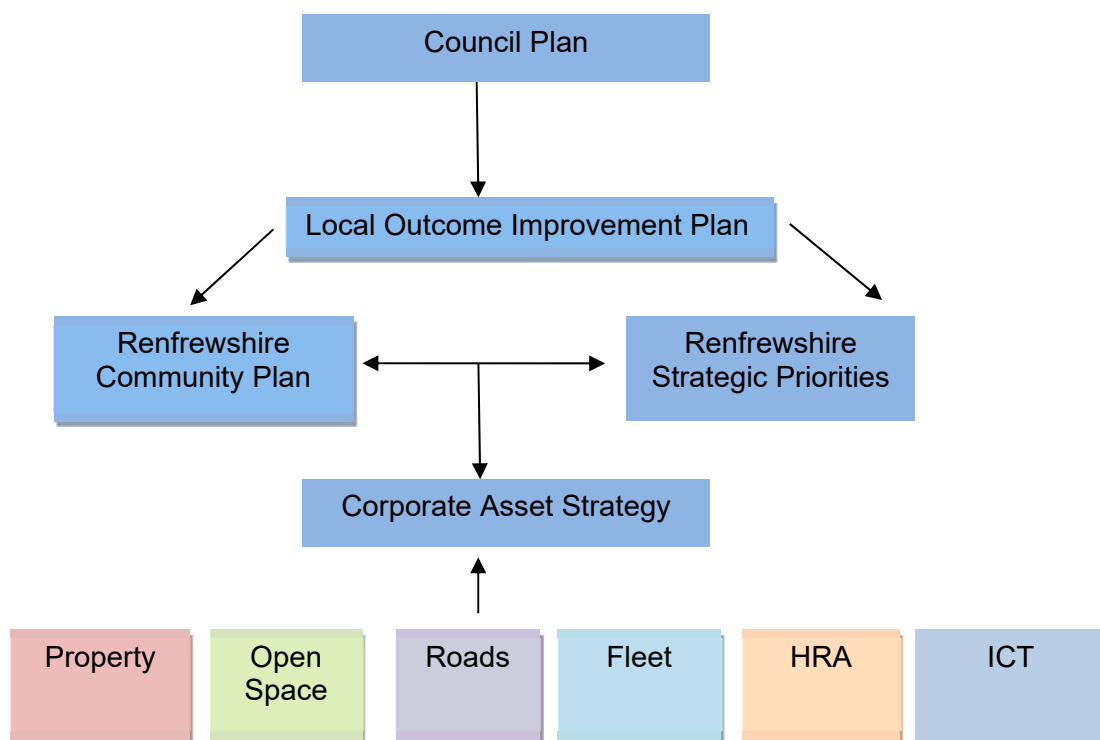 Council Plan
Local Outcome Improvement Plan
Renfrewshire
Community Plan
Renfrewshire
Strategic Priorities
Corporate Asset Strategy
Property
Open
Space
Roads
Fleet
HRA
ICT